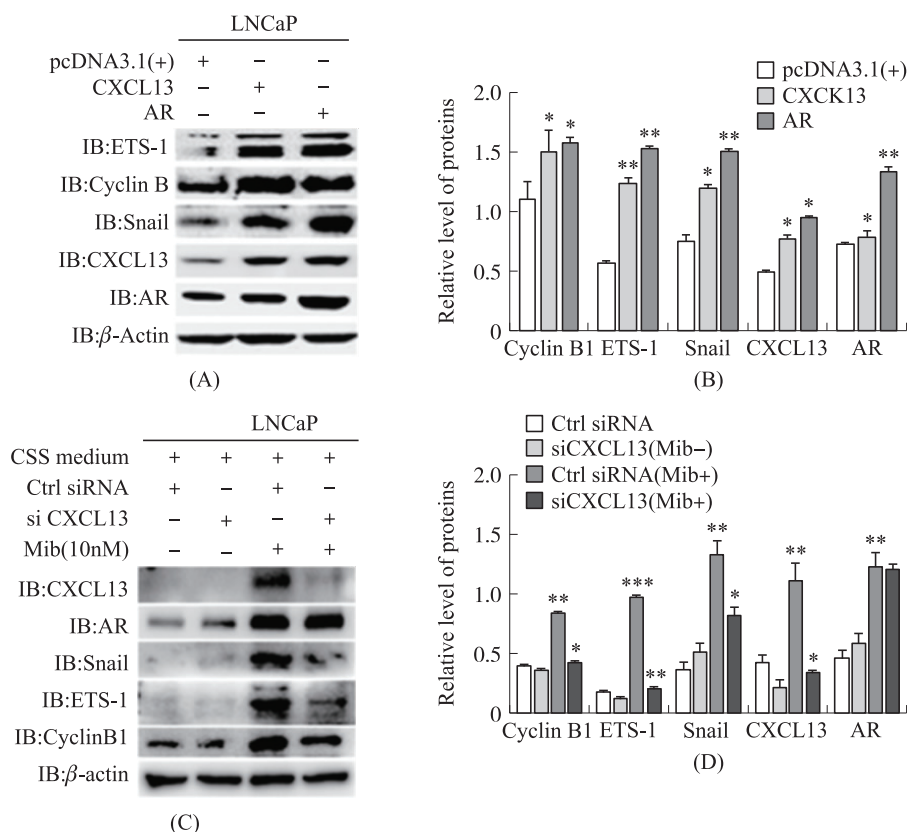 LNCaP
pcDNA3.1(+) + − −
CXCL13 − + −
AR − − +
IB:ETS-1
IB:Cyclin B
IB:Snail
IB:CXCL13
IB:AR
IB:β-Actin
(A)
pcDNA3.1(+)
CXCK13
AR
Relative level of proteins
2.0
1.5
1.0
0.5
0
* *
** **
* **
* *
* **
Cyclin B1 ETS-1 Snail CXCL13 AR
(B)
LNCaP
CSS medium + + + +
Ctrl siRNA + − + −
si CXCL13 − + − +
Mib(10nM) − − + +
IB:CXCL13
IB:AR
IB:Snail
IB:ETS-1
IB:CyclinB1
IB:β-actin
(C)
Ctrl siRNA
siCXCL13(Mib−)
Ctrl siRNA(Mib+)
siCXCL13(Mib+)
Relative level of proteins
2.0
1.5
1.0
0.5
0
** *
*** **
** *
** *
**
Cyclin B1 ETS-1 Snail CXCL13 AR
(D)